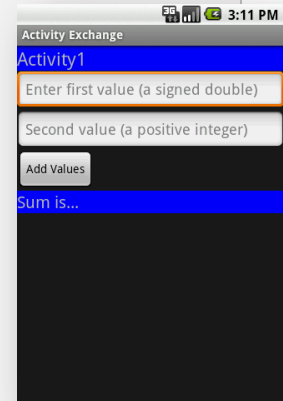 3G 3:11 PM
Activity Exchange
Activity1
Enter first value (a signed double)
Second value (a positive integer)
Add Values
Sum is...